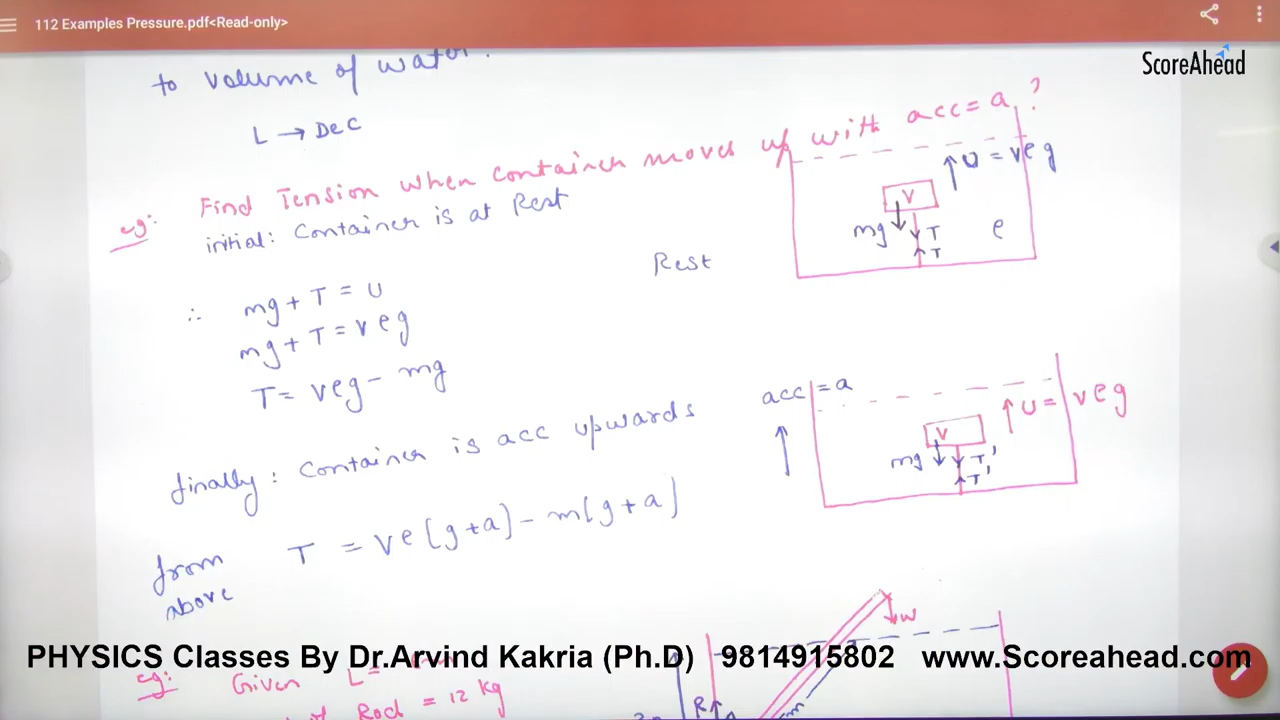 112 Examples Pressure.pdf<Read-only>
ScoreAhead
to volume of water.
L → Dec
eg: Find Tension when container moves up with acc = a ?
initial: Container is at Rest
Rest
U = veg
V
mg
T
T
e
∴ mg + T = U
mg + T = veg
T = veg - mg
finally: Container is acc upwards
acc = a
U = veg
V
mg
T'
T'
from above T = ve[g+a] - m[g+a]
W
PHYSICS Classes By Dr.Arvind Kakria (Ph.D) 9814915802 www.Scoreahead.com
eg: Given L =
Rod = 12 kg
R